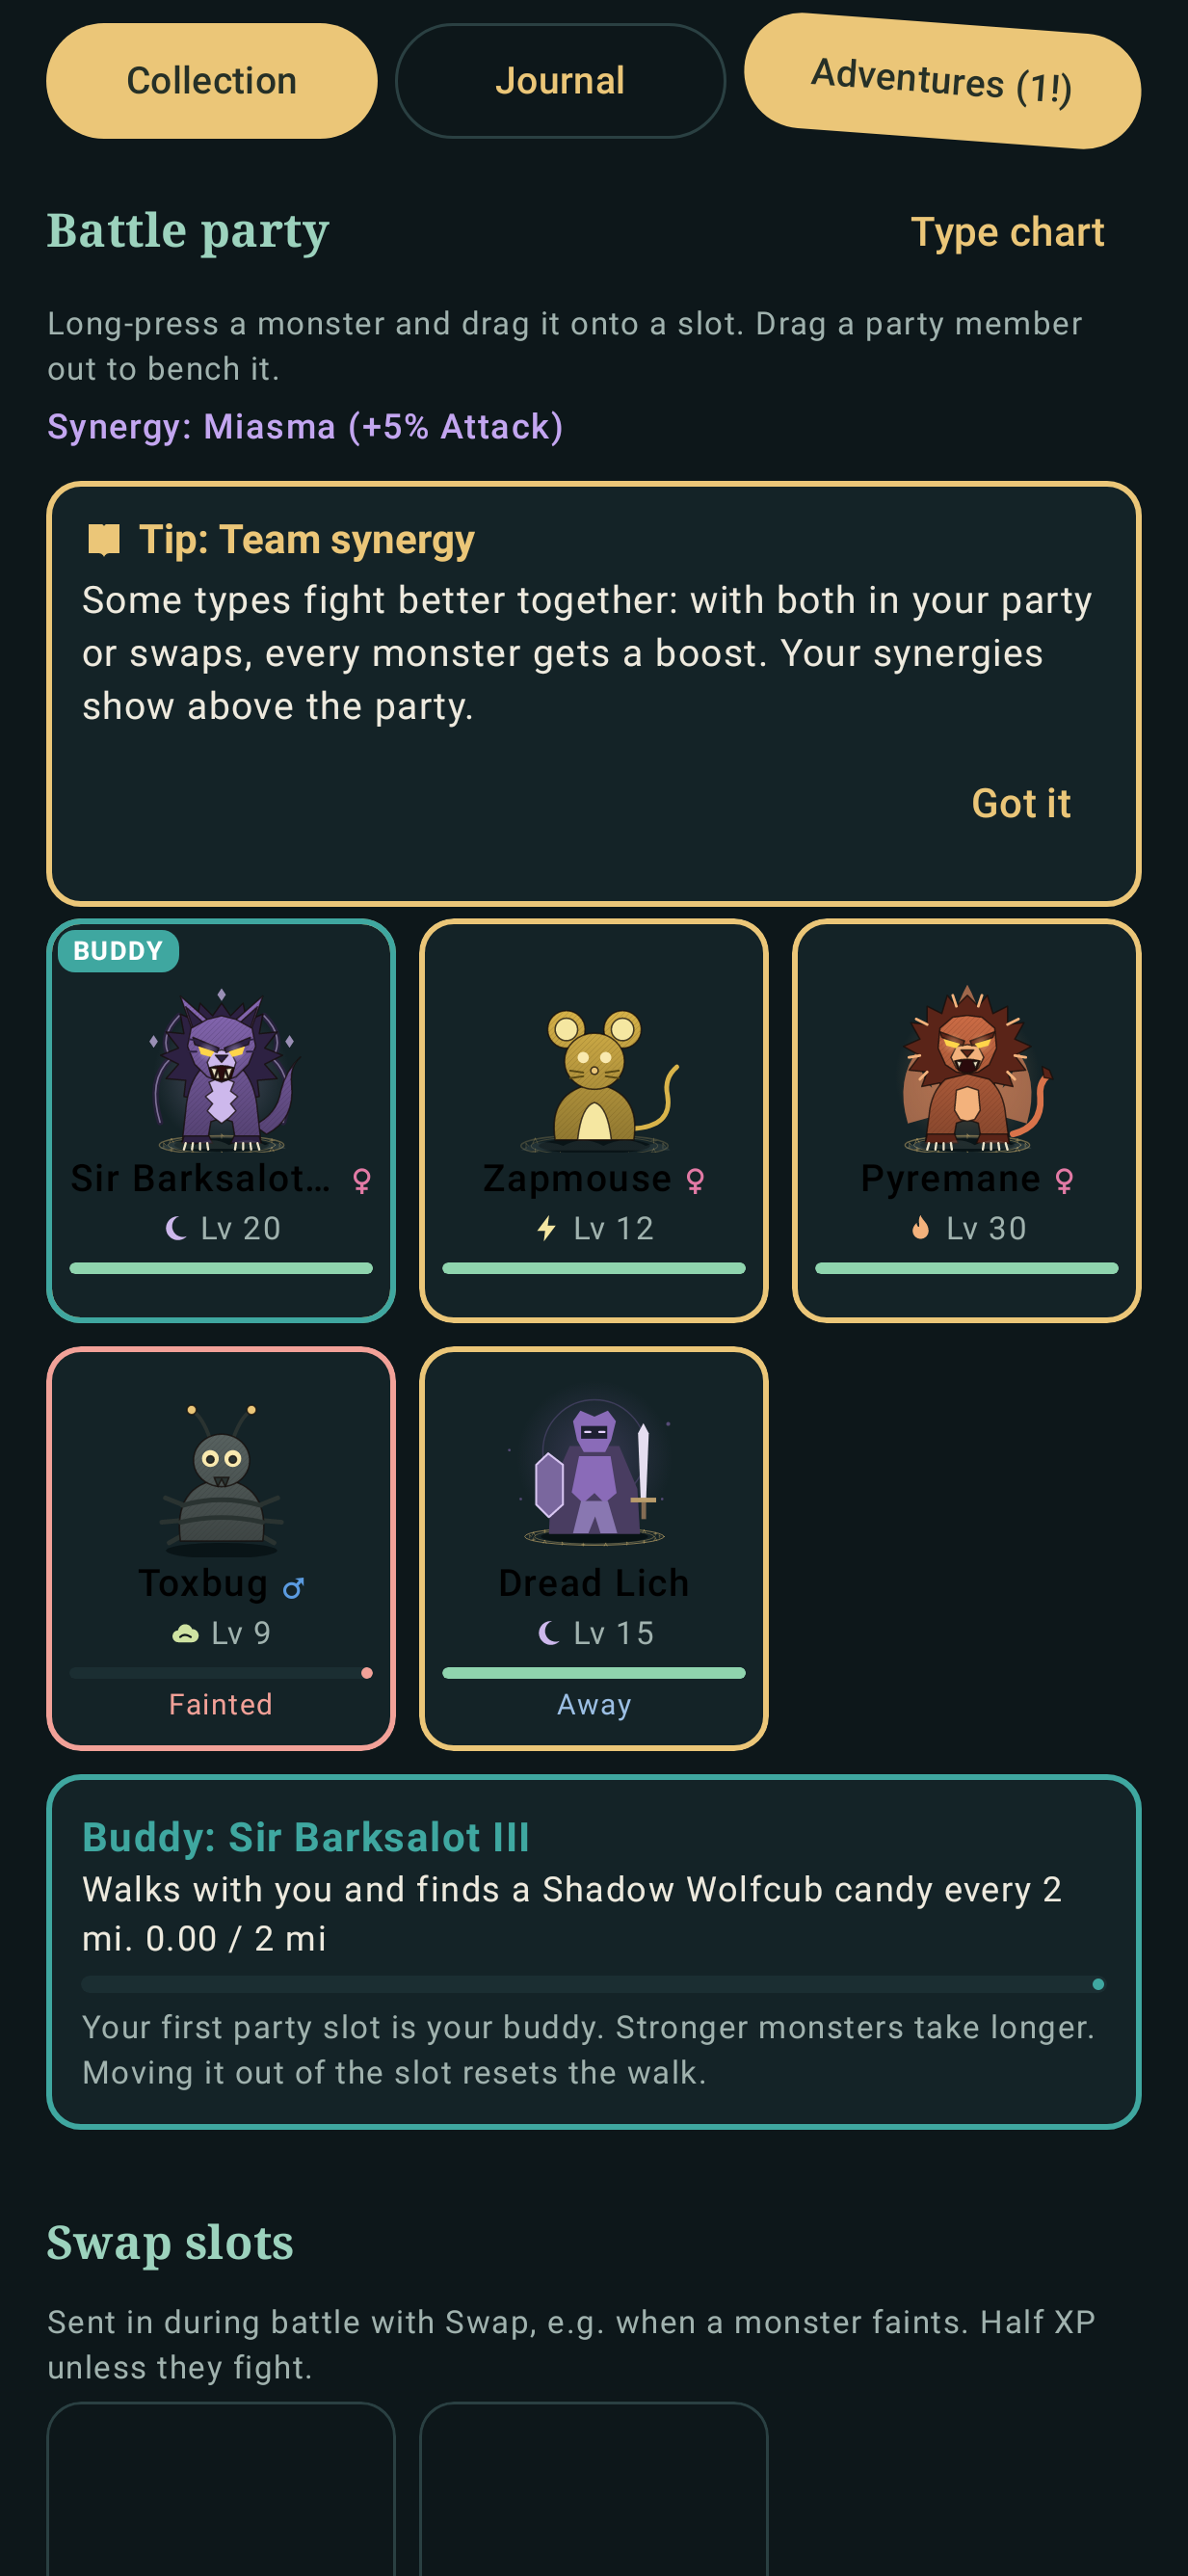 Collection
Journal
Adventures (1!)
Battle party
Type chart
Long-press a monster and drag it onto a slot. Drag a party member
out to bench it.
Synergy: Miasma (+5% Attack)
Tip: Team synergy
Some types fight better together: with both in your party
or swaps, every monster gets a boost. Your synergies
show above the party.
Got it
BUDDY
Sir Barksalot… ♀
Lv 20
Zapmouse ♀
Lv 12
Pyremane ♀
Lv 30
Toxbug ♂
Lv 9
Fainted
Dread Lich
Lv 15
Away
Buddy: Sir Barksalot III
Walks with you and finds a Shadow Wolfcub candy every 2
mi. 0.00 / 2 mi
Your first party slot is your buddy. Stronger monsters take longer.
Moving it out of the slot resets the walk.
Swap slots
Sent in during battle with Swap, e.g. when a monster faints. Half XP
unless they fight.